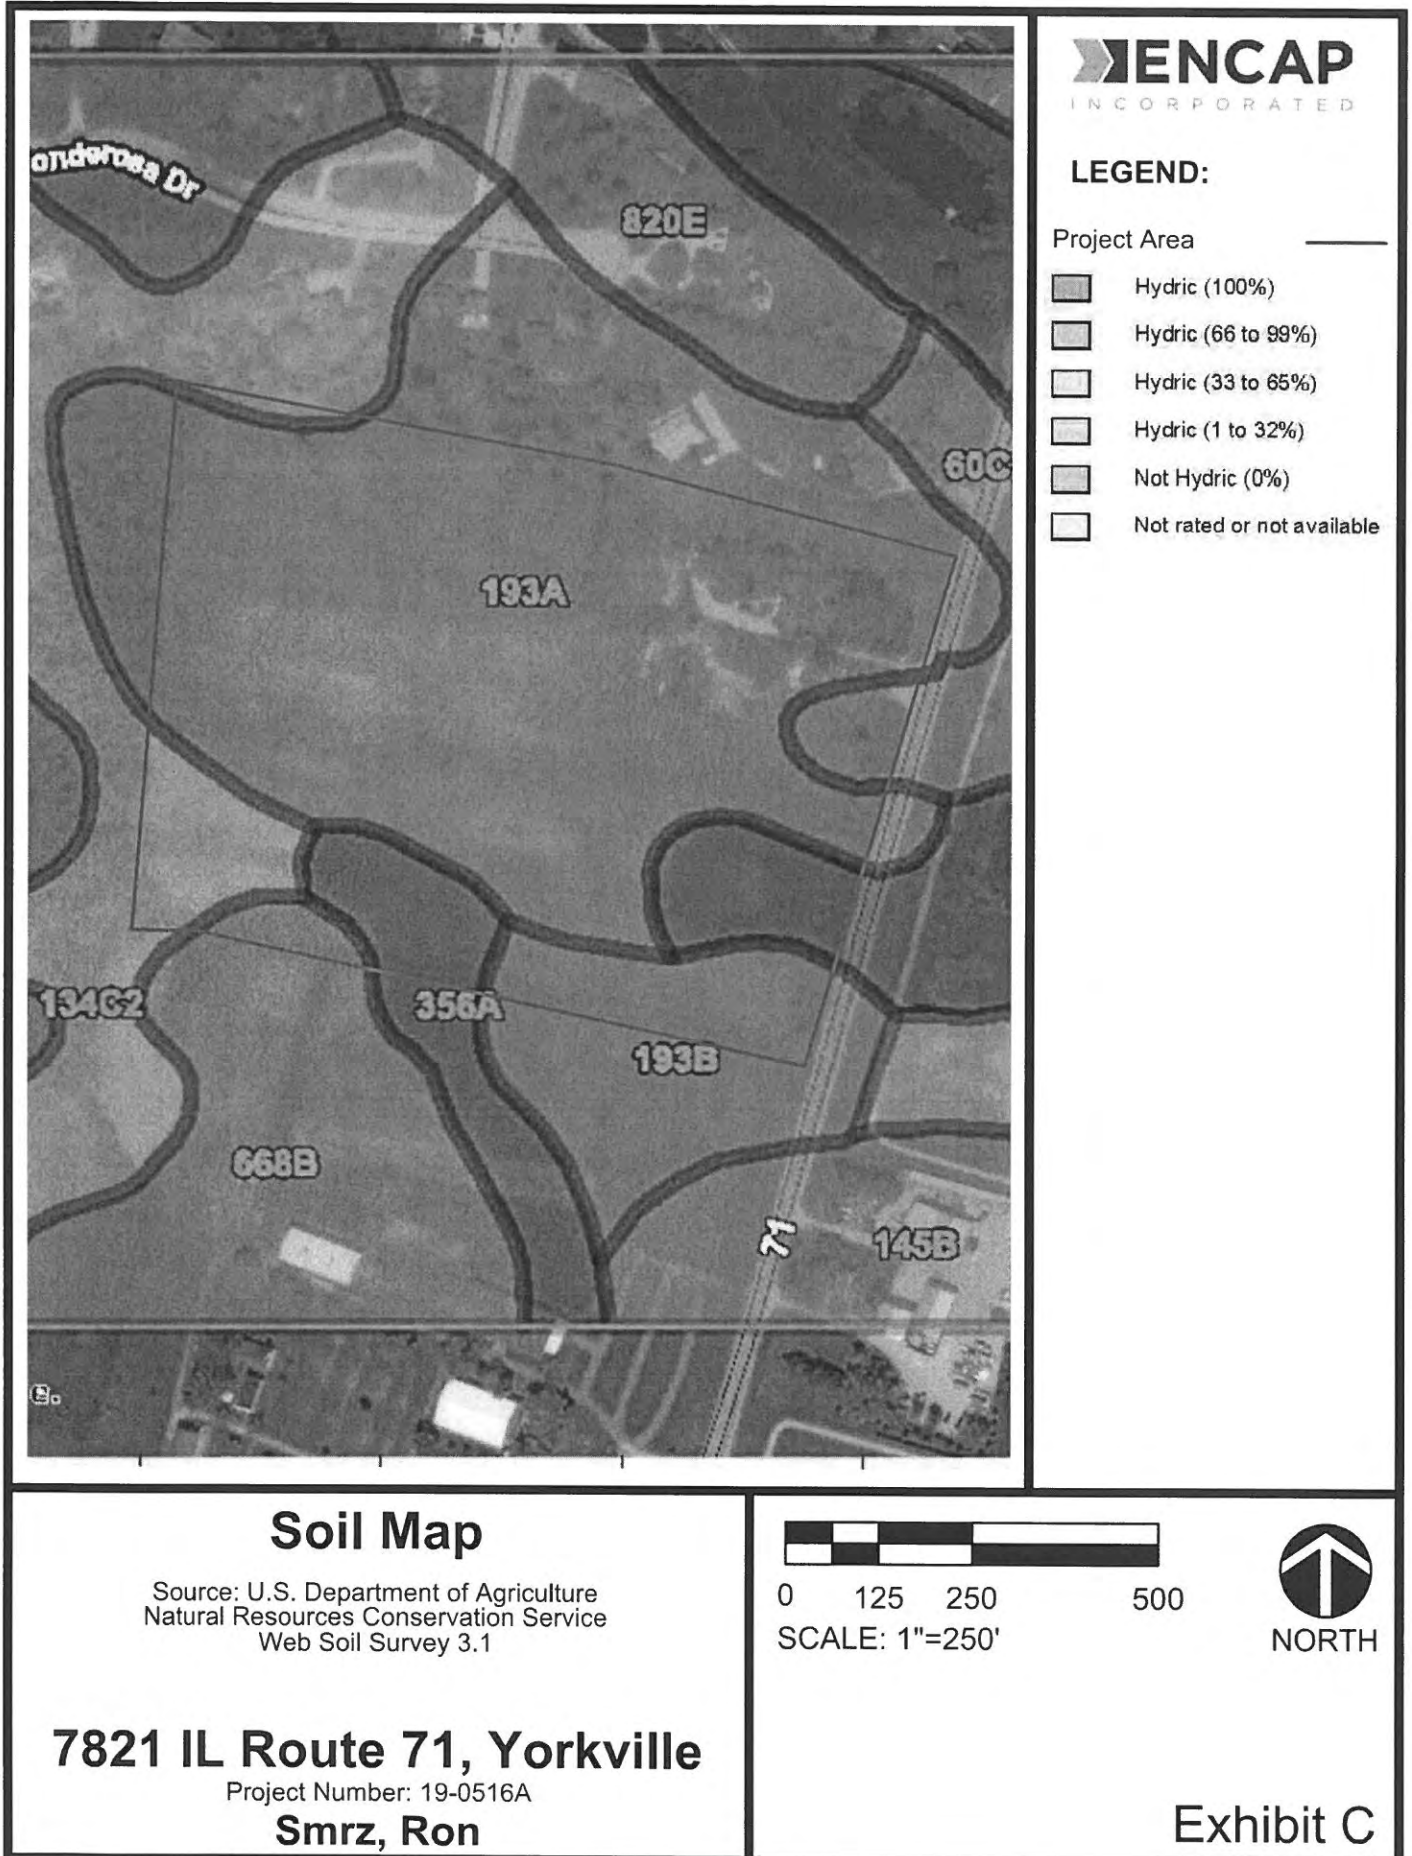 onderosa Dr
820E
60C
193A
134C2
356A
193B
668B
71
145B
e.
ENCAP
INCORPORATED
LEGEND:
Project Area
Hydric (100%)
Hydric (66 to 99%)
Hydric (33 to 65%)
Hydric (1 to 32%)
Not Hydric (0%)
Not rated or not available
Soil Map
Source: U.S. Department of Agriculture
Natural Resources Conservation Service
Web Soil Survey 3.1
7821 IL Route 71, Yorkville
Project Number: 19-0516A
Smrz, Ron
0 125 250 500
SCALE: 1"=250'
NORTH
Exhibit C